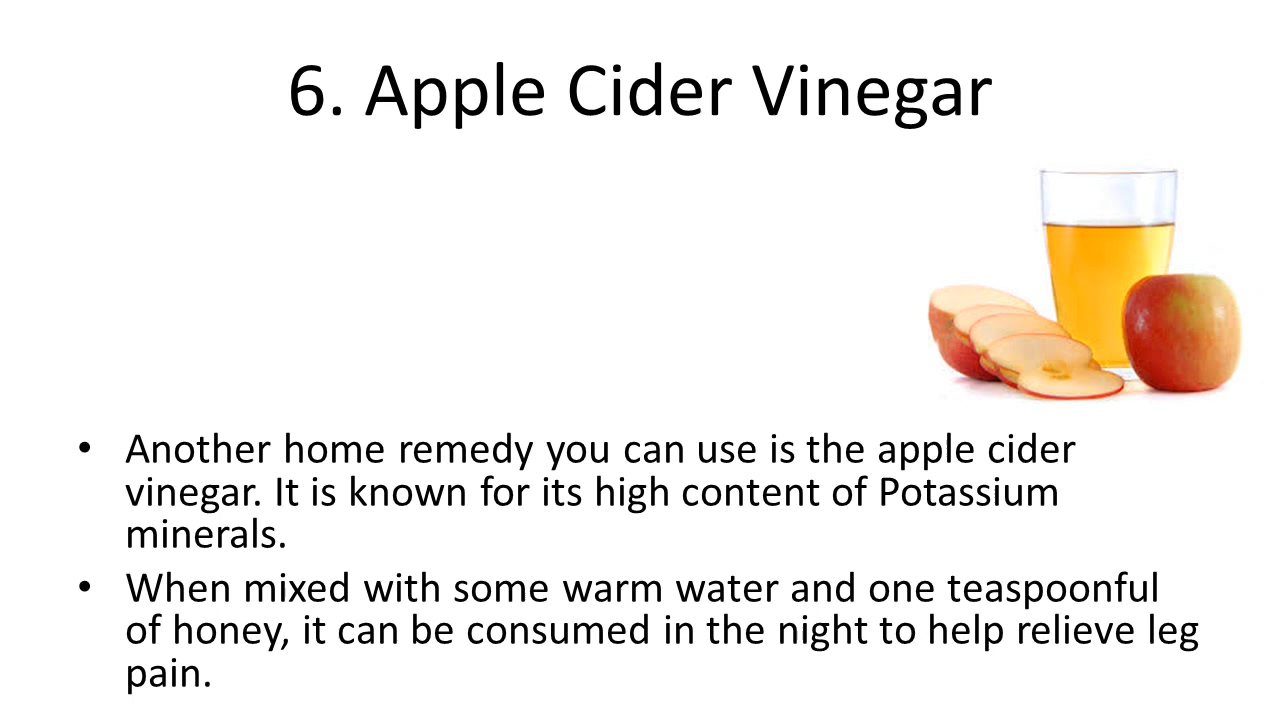 6. Apple Cider Vinegar
• Another home remedy you can use is the apple cider
vinegar. It is known for its high content of Potassium
minerals.
• When mixed with some warm water and one teaspoonful
of honey, it can be consumed in the night to help relieve leg
pain.